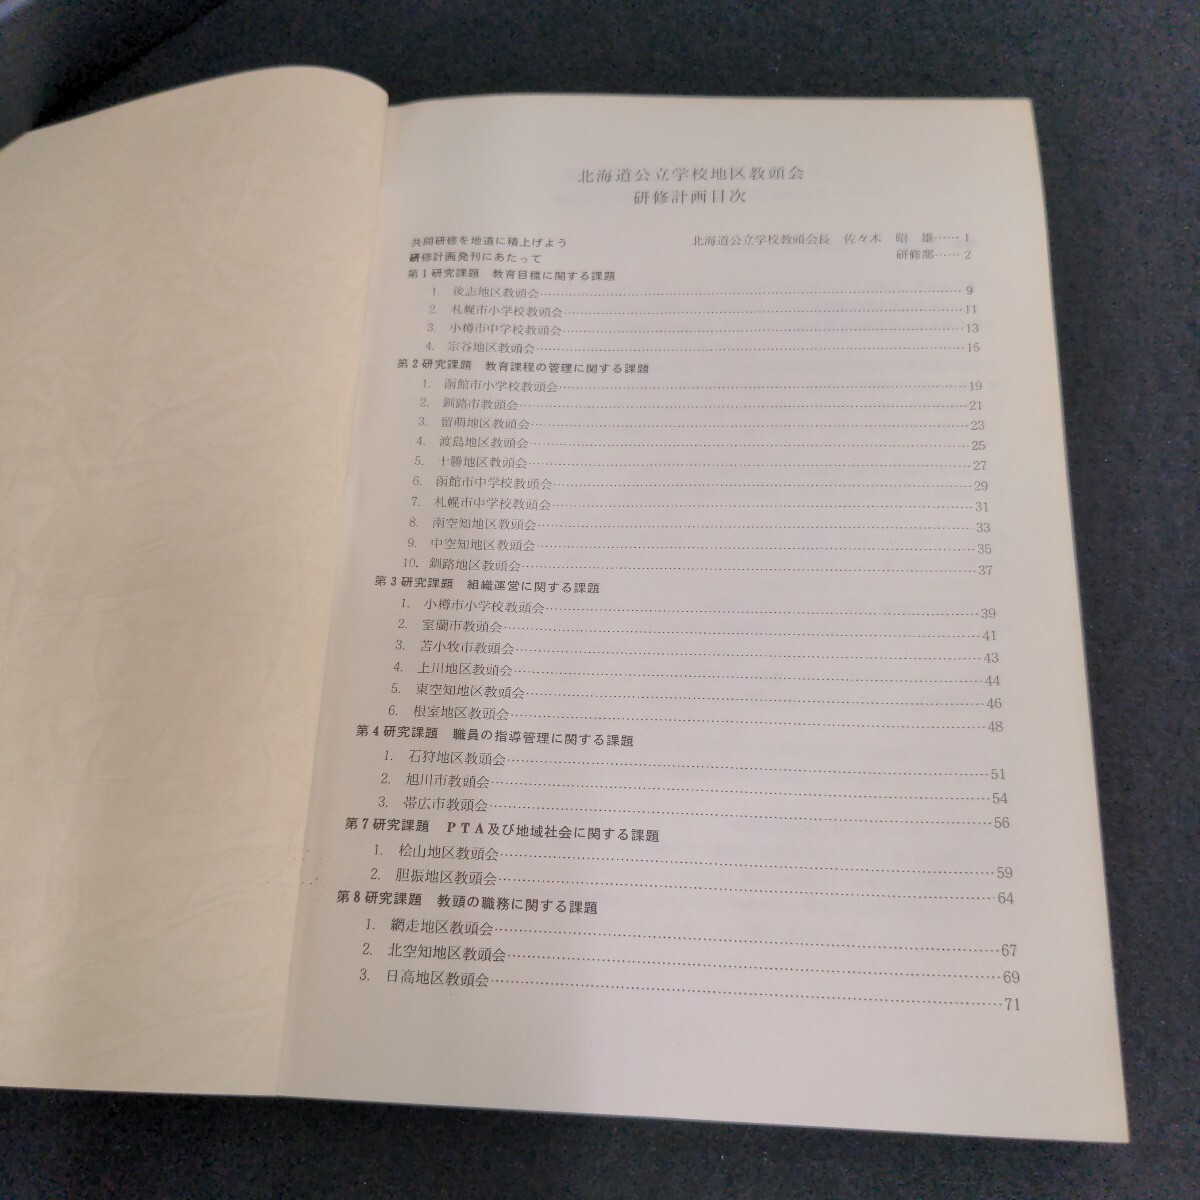 北海道公立学校地区教頭会
研修計画目次
共同研修を地道に積上げよう 北海道公立学校教頭会長 佐々木 昭 雄……1
研修計画発刊にあたって 研修部……2
第1研究課題 教育目標に関する課題
1. 後志地区教頭会……9
2. 札幌市小学校教頭会……11
3. 小樽市中学校教頭会……13
4. 宗谷地区教頭会……15
第2研究課題 教育課程の管理に関する課題
1. 函館市小学校教頭会……19
2. 釧路市教頭会……21
3. 留萌地区教頭会……23
4. 渡島地区教頭会……25
5. 十勝地区教頭会……27
6. 函館市中学校教頭会……29
7. 札幌市中学校教頭会……31
8. 南空知地区教頭会……33
9. 中空知地区教頭会……35
10. 釧路地区教頭会……37
第3研究課題 組織運営に関する課題
1. 小樽市小学校教頭会……39
2. 室蘭市教頭会……41
3. 苫小牧市教頭会……43
4. 上川地区教頭会……44
5. 東空知地区教頭会……46
6. 根室地区教頭会……48
第4研究課題 職員の指導管理に関する課題
1. 石狩地区教頭会……51
2. 旭川市教頭会……54
3. 帯広市教頭会……56
第7研究課題 PTA及び地域社会に関する課題
1. 桧山地区教頭会……59
2. 胆振地区教頭会……64
第8研究課題 教頭の職務に関する課題
1. 網走地区教頭会……67
2. 北空知地区教頭会……69
3. 日高地区教頭会……71